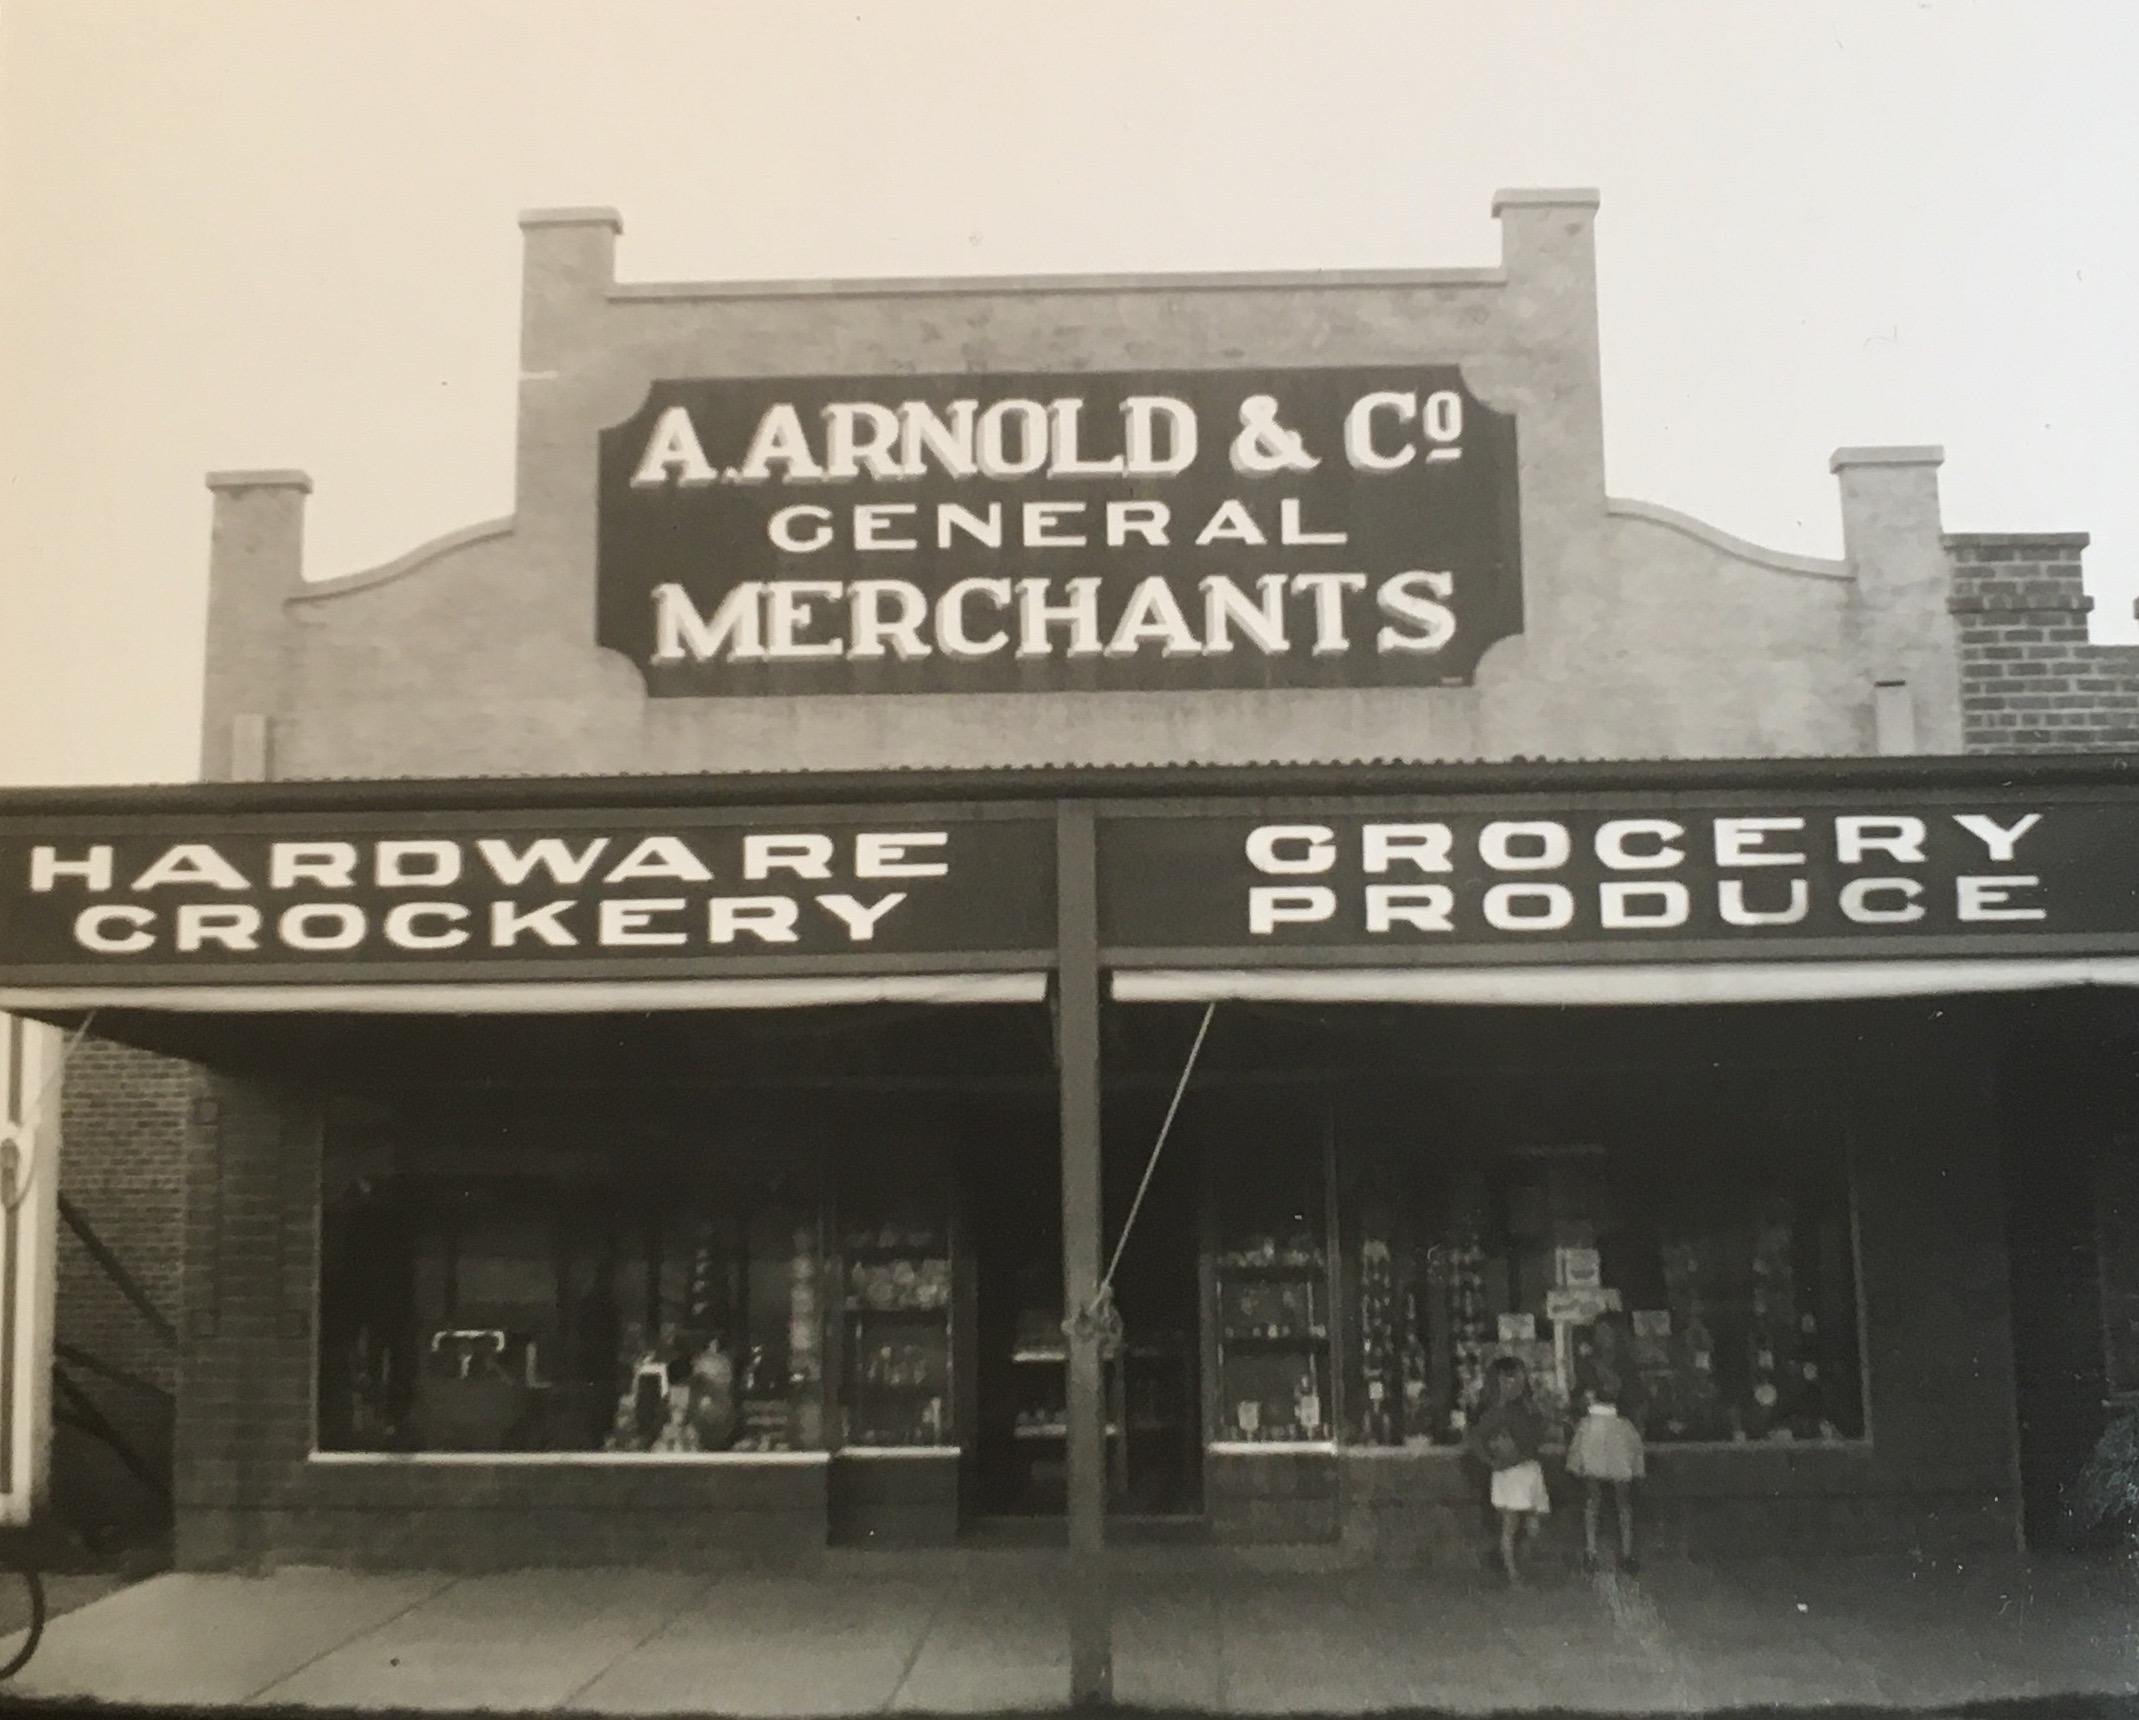 A. ARNOLD & Cº
GENERAL
MERCHANTS
HARDWARE
CROCKERY
GROCERY
PRODUCE